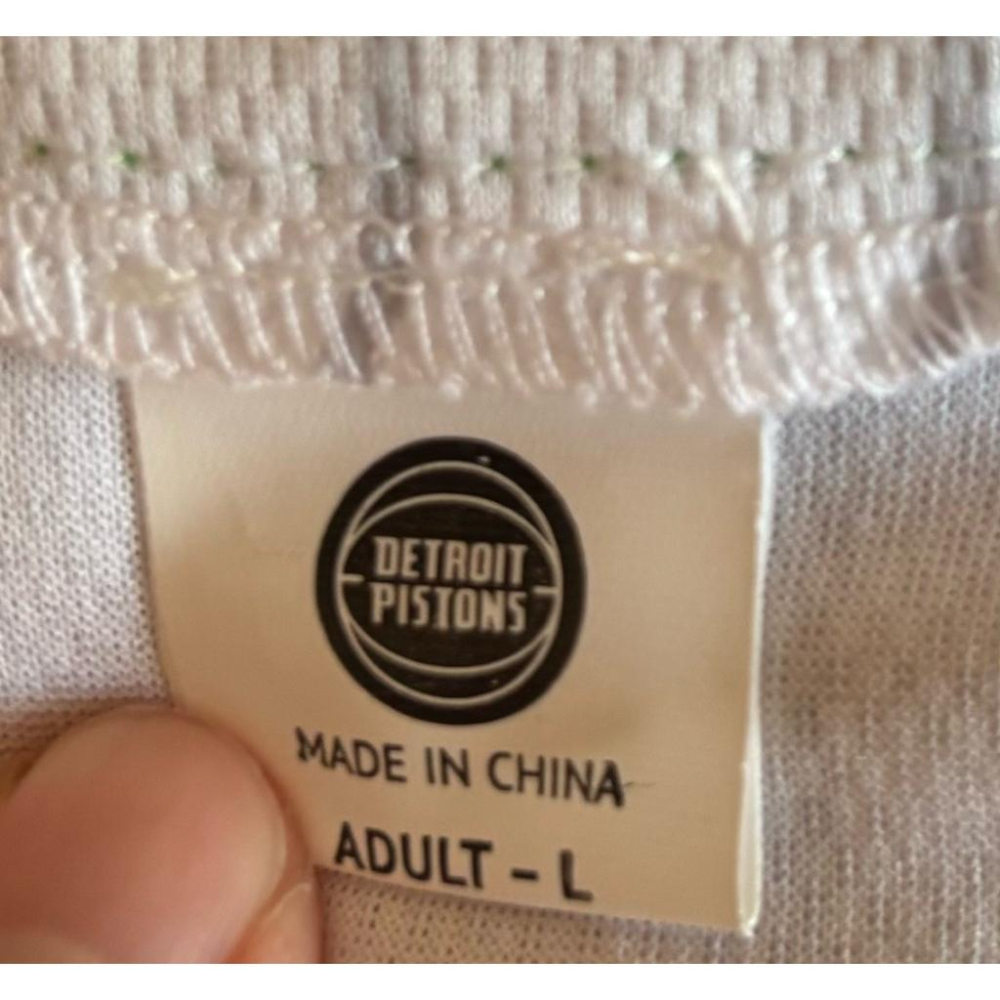 DETROIT
PISTONS
MADE IN CHINA
ADULT - L